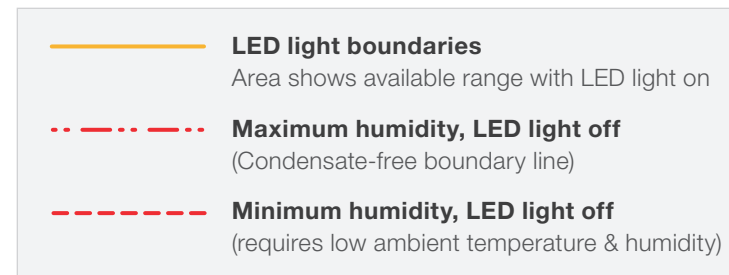 LED light boundaries
Area shows available range with LED light on
Maximum humidity, LED light off
(Condensate-free boundary line)
Minimum humidity, LED light off
(requires low ambient temperature & humidity)